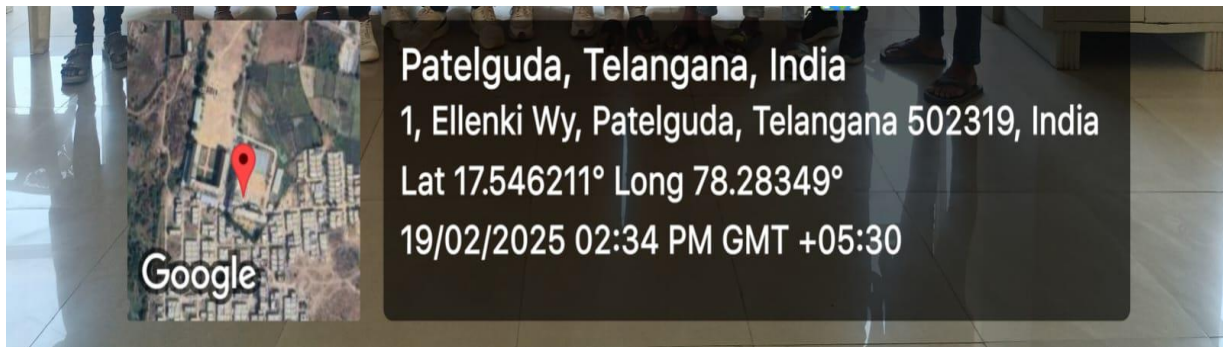 Patelguda, Telangana, India
1, Ellenki Wy, Patelguda, Telangana 502319, India
Lat 17.546211° Long 78.28349°
19/02/2025 02:34 PM GMT +05:30
Google